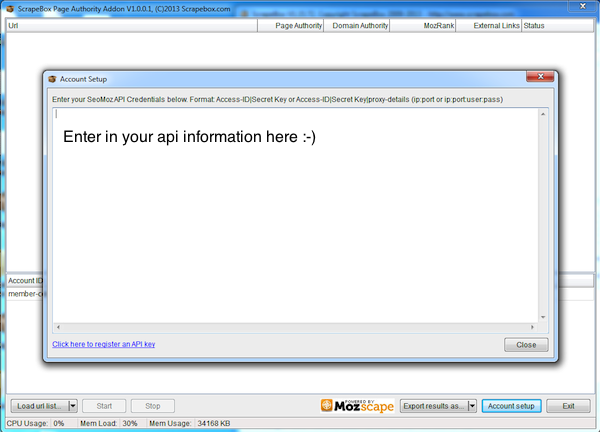 ScrapeBox Page Authority Addon V1.0.0.1, (C)2013 Scrapebox.com
Url Page Authority Domain Authority MozRank External Links Status
Account Setup
Enter your SeoMoz API Credentials below. Format: Access-ID|Secret Key or Access-ID|Secret Key|proxy-details (ip:port or ip:port:user:pass)
Enter in your api information here :-)
Account ID
Click here to register an API key
Close
Load url list... Start Stop
POWERED BY
Mozscape
Export results as... Account setup Exit
CPU Usage: 0% Mem Load: 30% Mem Usage: 34168 KB